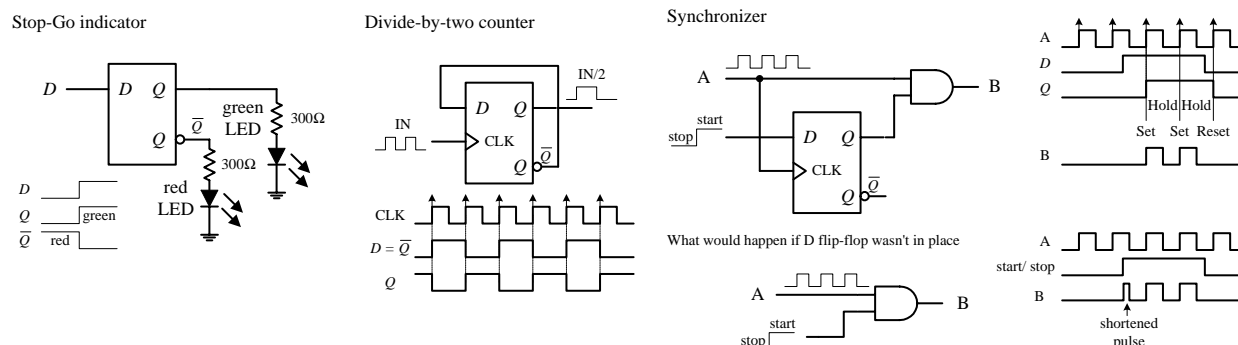 Stop-Go indicator
D
D
Q
Q
Q̅
green
LED
300Ω
300Ω
red
LED
D
Q
green
Q̅
red
Divide-by-two counter
IN/2
D
Q
IN
CLK
Q
Q̅
CLK
D = Q̅
Q
Synchronizer
A
B
start
stop
D
Q
CLK
Q
Q̅
What would happen if D flip-flop wasn't in place
A
B
start
stop
A
D
Q
Hold
Hold
Set
Set
Reset
B
A
start/ stop
B
shortened
pulse